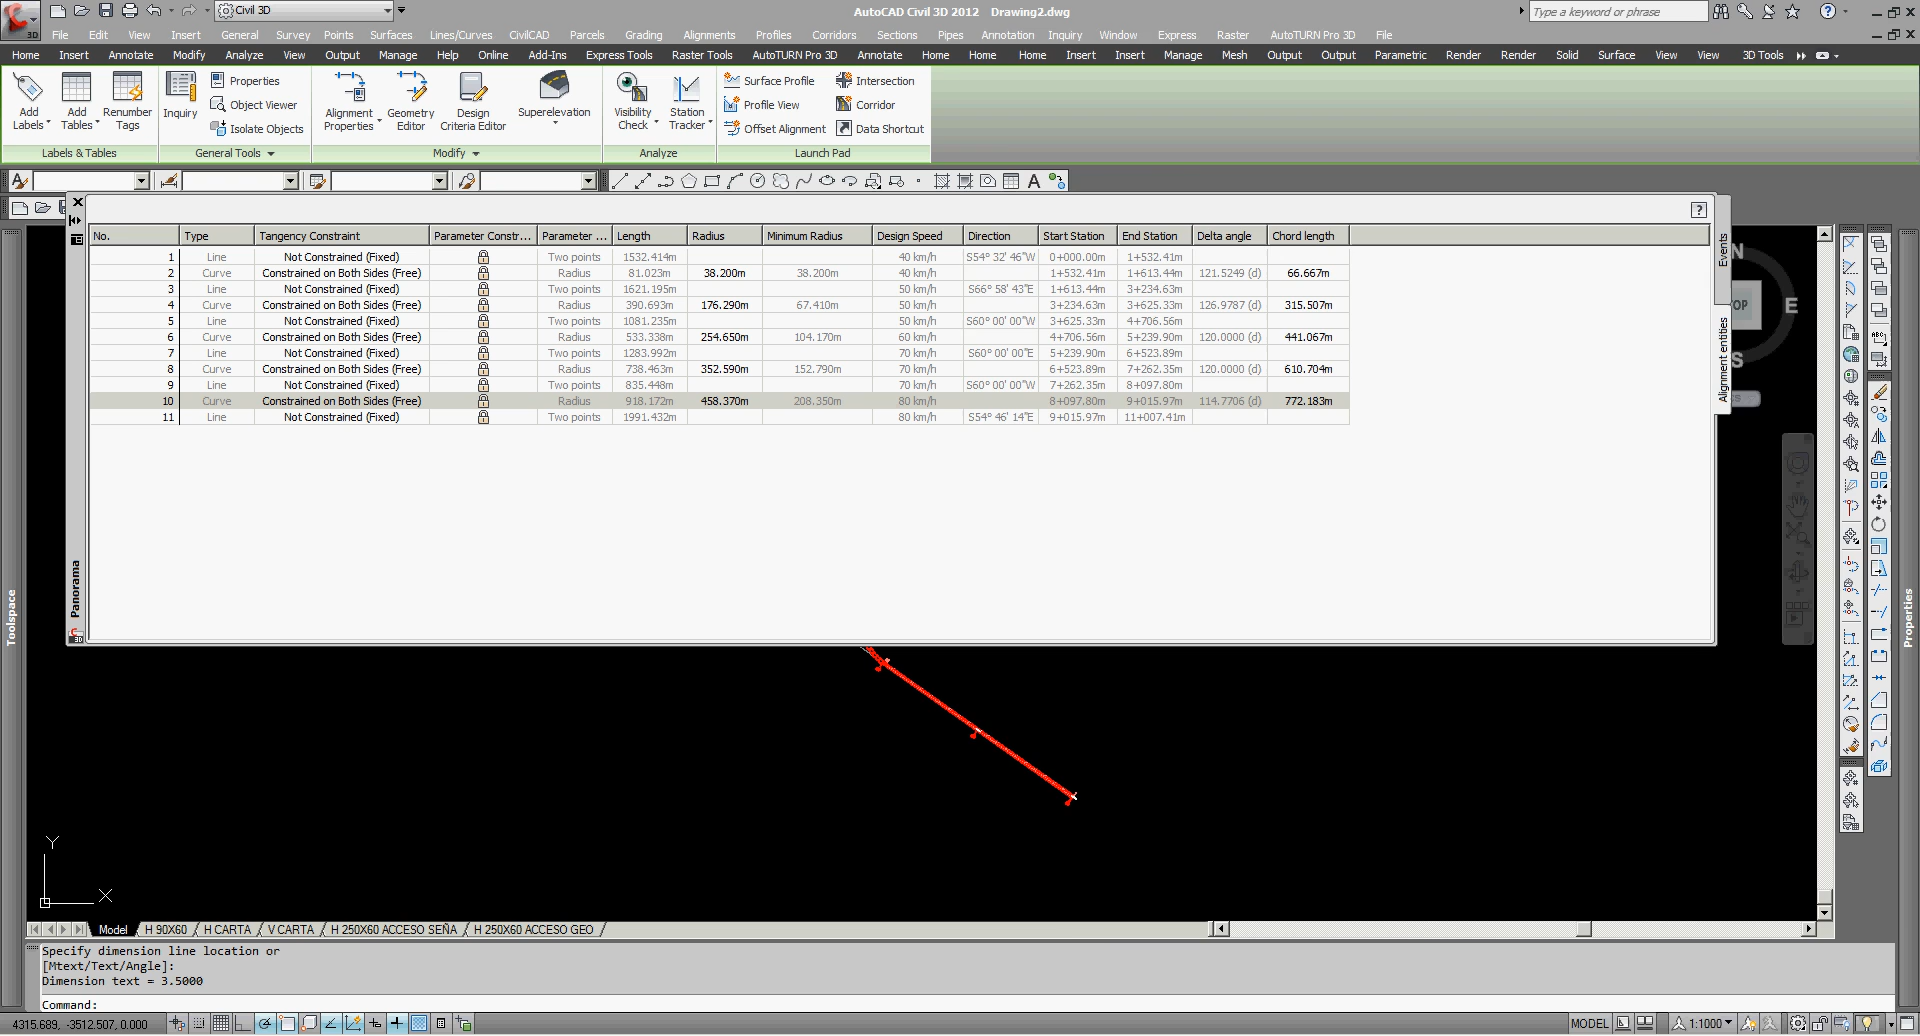 Civil 3D
AutoCAD Civil 3D 2012 Drawing2.dwg
Type a keyword or phrase
3D
File Edit View Insert General Survey Points Surfaces Lines/Curves CivilCAD Parcels Grading Alignments Profiles Corridors Sections Pipes Annotation Inquiry Window Express Raster AutoTURN Pro 3D File
Home Insert Annotate Modify Analyze View Output Manage Help Online Add-Ins Express Tools Raster Tools AutoTURN Pro 3D Annotate Home Home Home Insert Insert Manage Mesh Output Output Parametric Render Render Solid Surface View View 3D Tools
Add Labels
Add Tables
Renumber Tags
Labels & Tables
Inquiry
Properties
Object Viewer
Isolate Objects
General Tools
Alignment Properties
Geometry Editor
Design Criteria Editor
Superelevation
Modify
Visibility Check
Station Tracker
Analyze
Surface Profile
Profile View
Offset Alignment
Intersection
Corridor
Data Shortcut
Launch Pad
No. Type Tangency Constraint Parameter Constr... Parameter ... Length Radius Minimum Radius Design Speed Direction Start Station End Station Delta angle Chord length
1 Line Not Constrained (Fixed) Two points 1532.414m 40 km/h S54° 32' 46"W 0+000.00m 1+532.41m
2 Curve Constrained on Both Sides (Free) Radius 81.023m 38.200m 38.200m 40 km/h 1+532.41m 1+613.44m 121.5249 (d) 66.667m
3 Line Not Constrained (Fixed) Two points 1621.195m 50 km/h S66° 58' 43"E 1+613.44m 3+234.63m
4 Curve Constrained on Both Sides (Free) Radius 390.693m 176.290m 67.410m 50 km/h 3+234.63m 3+625.33m 126.9787 (d) 315.507m
5 Line Not Constrained (Fixed) Two points 1081.235m 50 km/h S60° 00' 00"W 3+625.33m 4+706.56m
6 Curve Constrained on Both Sides (Free) Radius 533.338m 254.650m 104.170m 60 km/h 4+706.56m 5+239.90m 120.0000 (d) 441.067m
7 Line Not Constrained (Fixed) Two points 1283.992m 70 km/h S60° 00' 00"E 5+239.90m 6+523.89m
8 Curve Constrained on Both Sides (Free) Radius 738.463m 352.590m 152.790m 70 km/h 6+523.89m 7+262.35m 120.0000 (d) 610.704m
9 Line Not Constrained (Fixed) Two points 835.448m 70 km/h S60° 00' 00"W 7+262.35m 8+097.80m
10 Curve Constrained on Both Sides (Free) Radius 918.172m 458.370m 208.350m 80 km/h 8+097.80m 9+015.97m 114.7706 (d) 772.183m
11 Line Not Constrained (Fixed) Two points 1991.432m 80 km/h S54° 46' 14"E 9+015.97m 11+007.41m
Events
Alignment entities
Panorama
Toolspace
Properties
N
E
S
Y
X
Model H 90X60 H CARTA V CARTA H 250X60 ACCESO SEÑA H 250X60 ACCESO GEO
Specify dimension line location or
[Mtext/Text/Angle]:
Dimension text = 3.5000
Command:
4315.689, -3512.507, 0.000
MODEL
1:1000